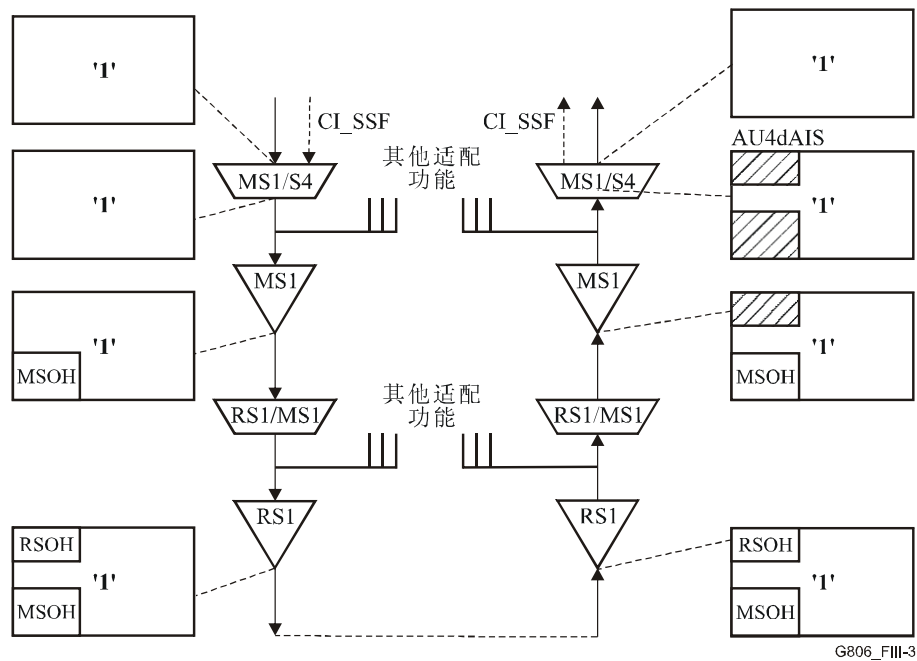 '1'
'1'
CI_SSF
CI_SSF
其他适配
功能
AU4dAIS
MS1/S4
MS1/S4
'1'
'1'
MS1
MS1
'1'
MSOH
'1'
MSOH
其他适配
功能
RS1/MS1
RS1/MS1
RS1
RS1
RSOH
'1'
MSOH
RSOH
'1'
MSOH
G806_FIII-3